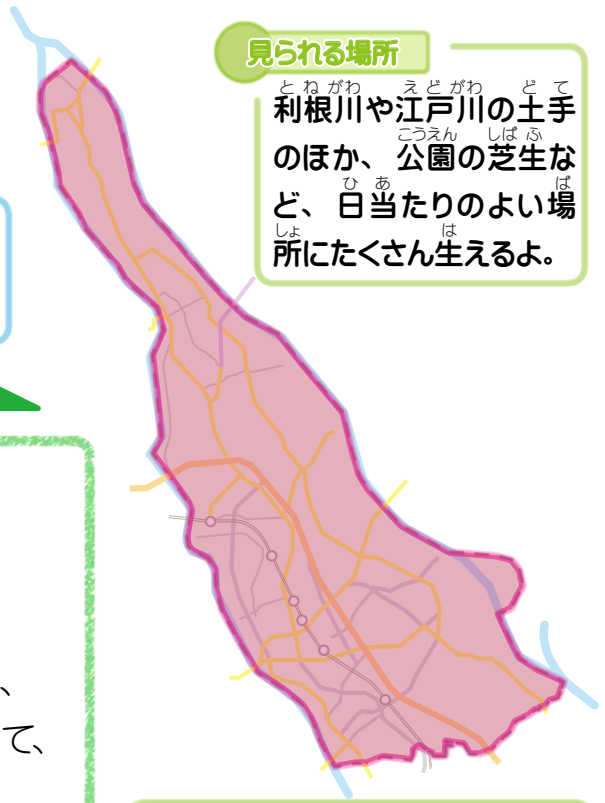 見られる場所
利根川や江戸川の土手
のほか、公園の芝生な
ど、日当たりのよい場
所にたくさん生えるよ。
、
て、